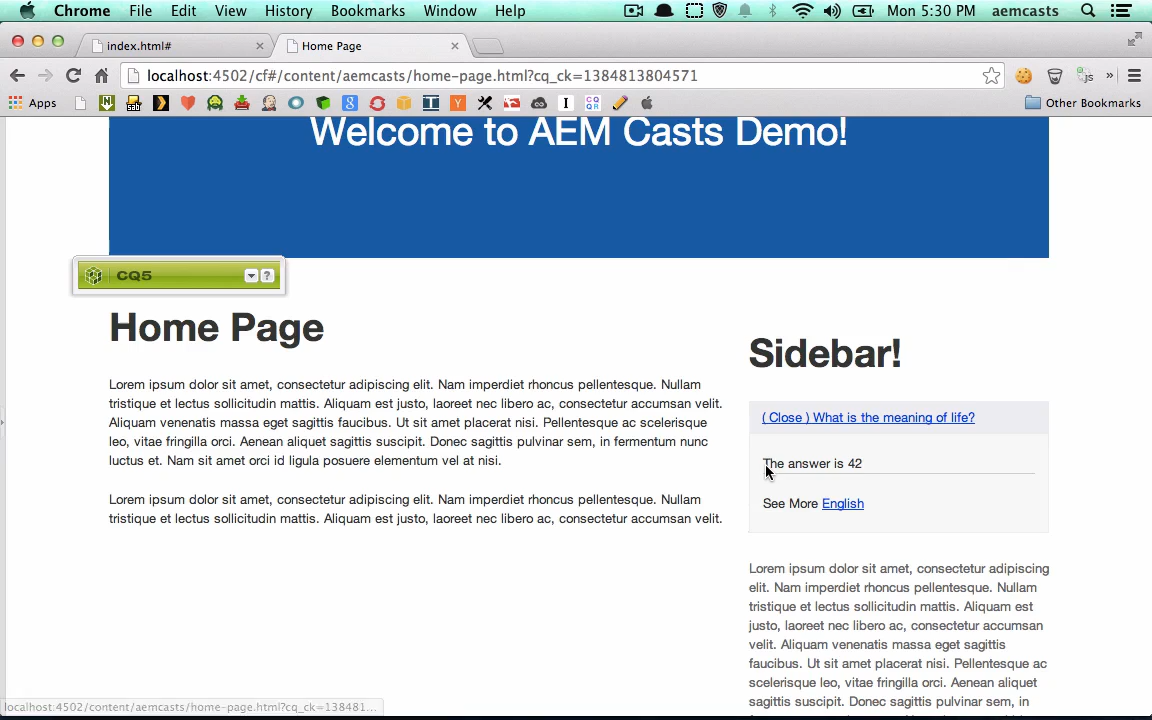 Chrome File Edit View History Bookmarks Window Help Mon 5:30 PM aemcasts
index.html# Home Page
localhost:4502/cf#/content/aemcasts/home-page.html?cq_ck=1384813804571
Apps Other Bookmarks
Welcome to AEM Casts Demo!
CQ5 ?
Home Page
Lorem ipsum dolor sit amet, consectetur adipiscing elit. Nam imperdiet rhoncus pellentesque. Nullam
tristique et lectus sollicitudin mattis. Aliquam est justo, laoreet nec libero ac, consectetur accumsan velit.
Aliquam venenatis massa eget sagittis faucibus. Ut sit amet placerat nisi. Pellentesque ac scelerisque
leo, vitae fringilla orci. Aenean aliquet sagittis suscipit. Donec sagittis pulvinar sem, in fermentum nunc
luctus et. Nam sit amet orci id ligula posuere elementum vel at nisi.
Lorem ipsum dolor sit amet, consectetur adipiscing elit. Nam imperdiet rhoncus pellentesque. Nullam
tristique et lectus sollicitudin mattis. Aliquam est justo, laoreet nec libero ac, consectetur accumsan velit.
Sidebar!
( Close ) What is the meaning of life?
The answer is 42
See More English
Lorem ipsum dolor sit amet, consectetur adipiscing
elit. Nam imperdiet rhoncus pellentesque. Nullam
tristique et lectus sollicitudin mattis. Aliquam est
justo, laoreet nec libero ac, consectetur accumsan
velit. Aliquam venenatis massa eget sagittis
faucibus. Ut sit amet placerat nisi. Pellentesque ac
scelerisque leo, vitae fringilla orci. Aenean aliquet
sagittis suscipit. Donec sagittis pulvinar sem, in
localhost:4502/content/aemcasts/home-page.html?cq_ck=138481...